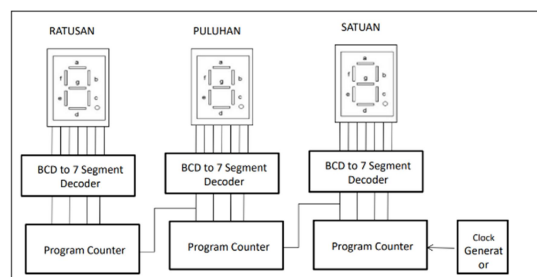 RATUSAN PULUHAN SATUAN
a a a
f b f b f b
g g g
e c e c e c
d d d
BCD to 7 Segment
Decoder
BCD to 7 Segment
Decoder
BCD to 7 Segment
Decoder
Program Counter
Program Counter
Program Counter
Clock
Generat
or